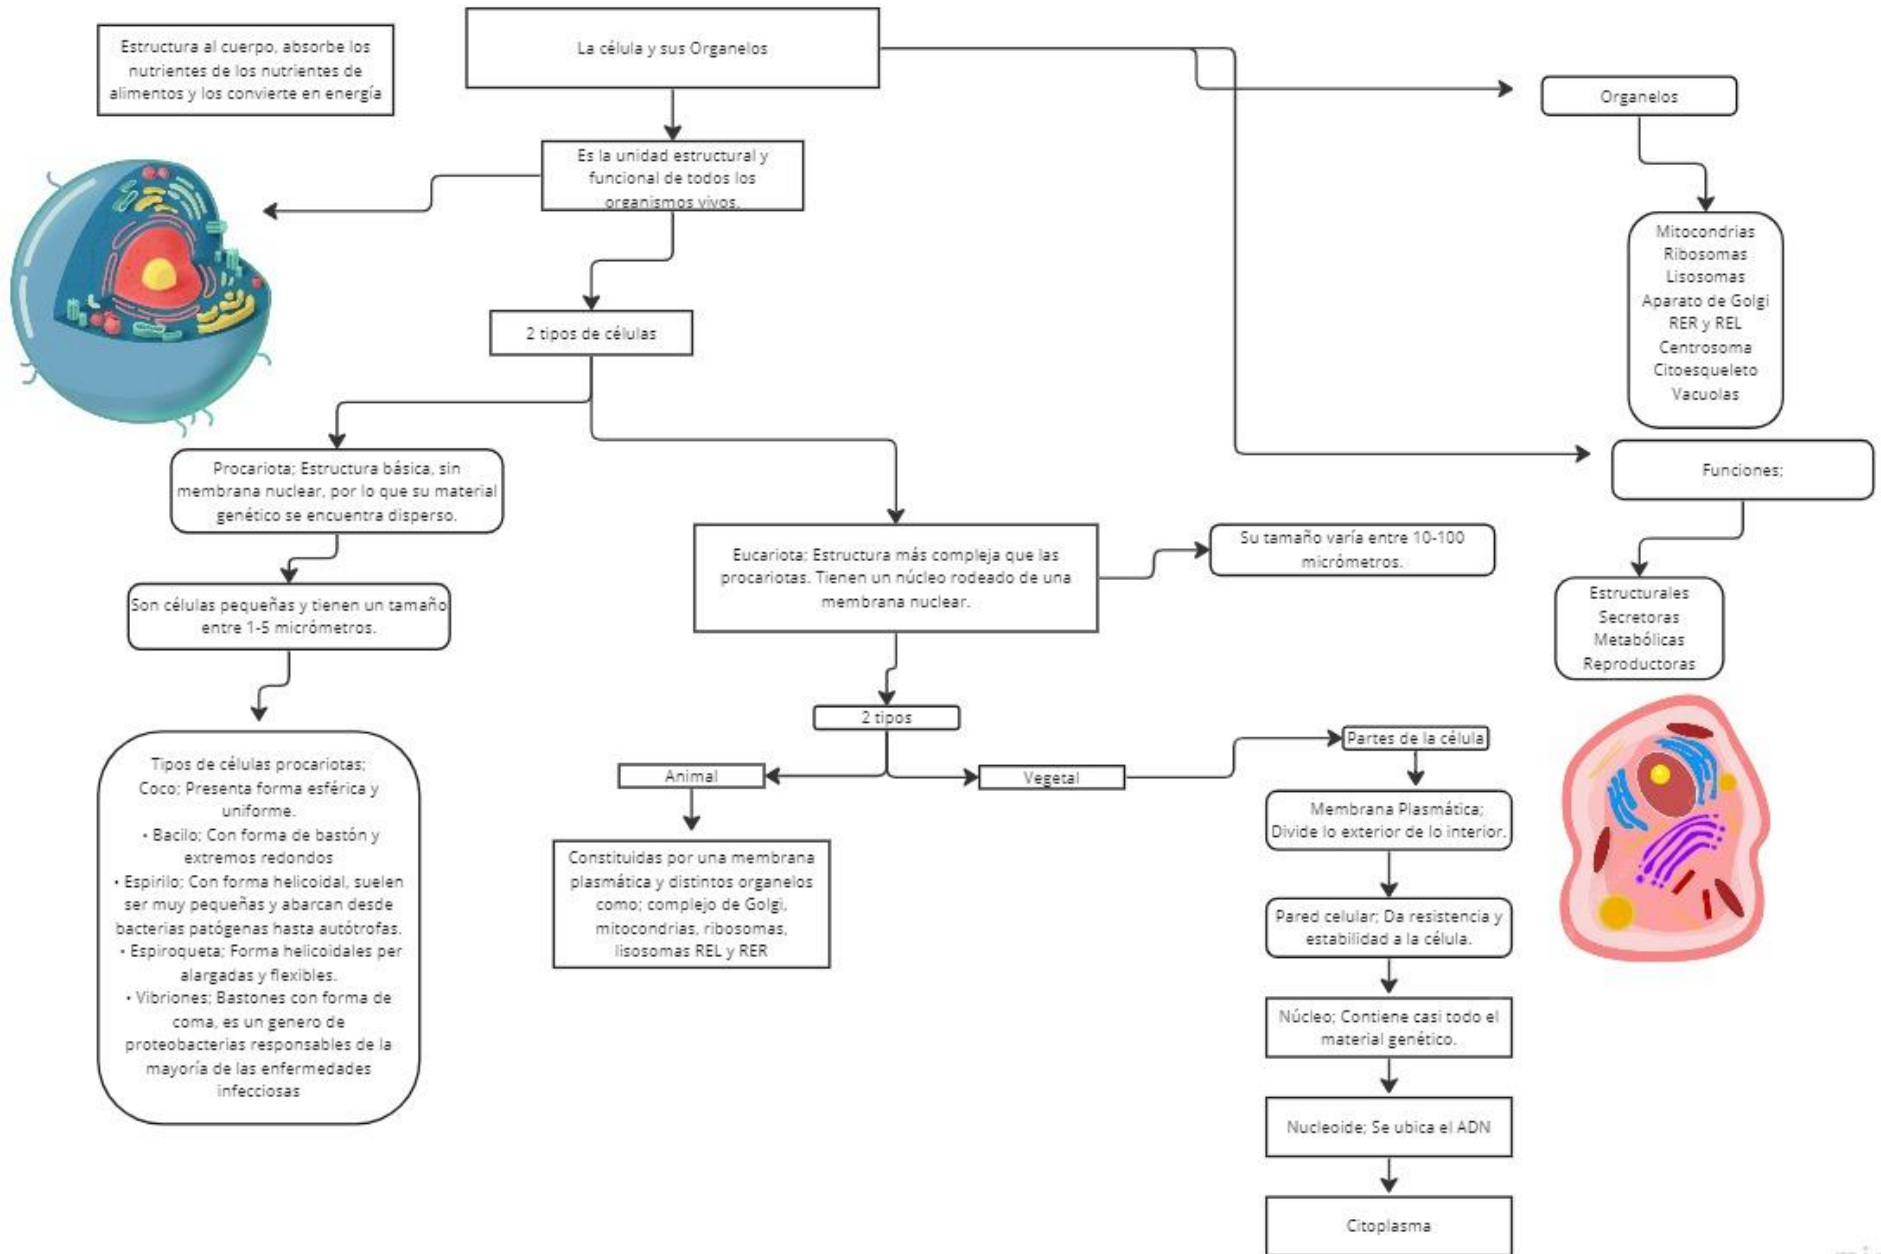 Estructura al cuerpo, absorbe los
nutrientes de los nutrientes de
alimentos y los convierte en energía
La célula y sus Organelos
Organelos
Es la unidad estructural y
funcional de todos los
organismos vivos.
Mitocondrias
Ribosomas
Lisosomas
Aparato de Golgi
RER y REL
Centrosoma
Citoesqueleto
Vacuolas
2 tipos de células
Procariota; Estructura básica, sin
membrana nuclear, por lo que su material
genético se encuentra disperso.
Funciones;
Eucariota; Estructura más compleja que las
procariotas. Tienen un núcleo rodeado de una
membrana nuclear.
Su tamaño varía entre 10-100
micrómetros.
Son células pequeñas y tienen un tamaño
entre 1-5 micrómetros.
Estructurales
Secretoras
Metabólicas
Reproductoras
2 tipos
Partes de la célula
Animal
Vegetal
Tipos de células procariotas;
Coco; Presenta forma esférica y
uniforme.
• Bacilo; Con forma de bastón y
extremos redondos
• Espirilo; Con forma helicoidal, suelen
ser muy pequeñas y abarcan desde
bacterias patógenas hasta autótrofas.
• Espiroqueta; Forma helicoidales per
alargadas y flexibles.
• Vibriones; Bastones con forma de
coma, es un genero de
proteobacterias responsables de la
mayoría de las enfermedades
infecciosas
Constituidas por una membrana
plasmática y distintos organelos
como; complejo de Golgi,
mitocondrias, ribosomas,
lisosomas REL y RER
Membrana Plasmática;
Divide lo exterior de lo interior.
Pared celular; Da resistencia y
estabilidad a la célula.
Núcleo; Contiene casi todo el
material genético.
Nucleoide; Se ubica el ADN
Citoplasma